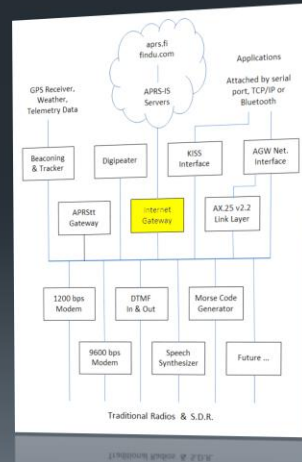 aprs.fi
findu.com
APRS-IS
Servers
Applications
Attached by serial
port, TCP/IP or
Bluetooth
GPS Receiver,
Weather,
Telemetry Data
Beaconing
& Tracker
Digipeater
KISS
Interface
AGW Net.
Interface
APRStt
Gateway
Internet
Gateway
AX.25 v2.2
Link Layer
1200 bps
Modem
DTMF
In & Out
Morse Code
Generator
9600 bps
Modem
Speech
Synthesizer
Future ...
Traditional Radios & S.D.R.